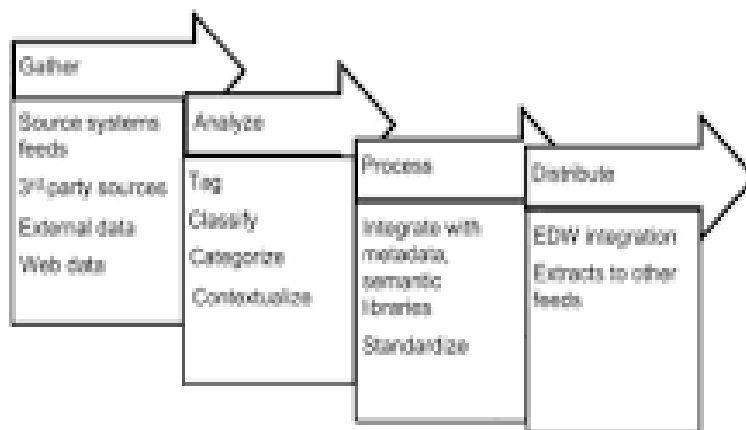 Gather
Source systems
feeds
3rd party sources
External data
Web data
Analyze
Tag
Classify
Categorize
Contextualize
Process
Integrate with
metadata,
semantic
libraries
Standardize
Distribute
EDW integration
Extracts to other
feeds